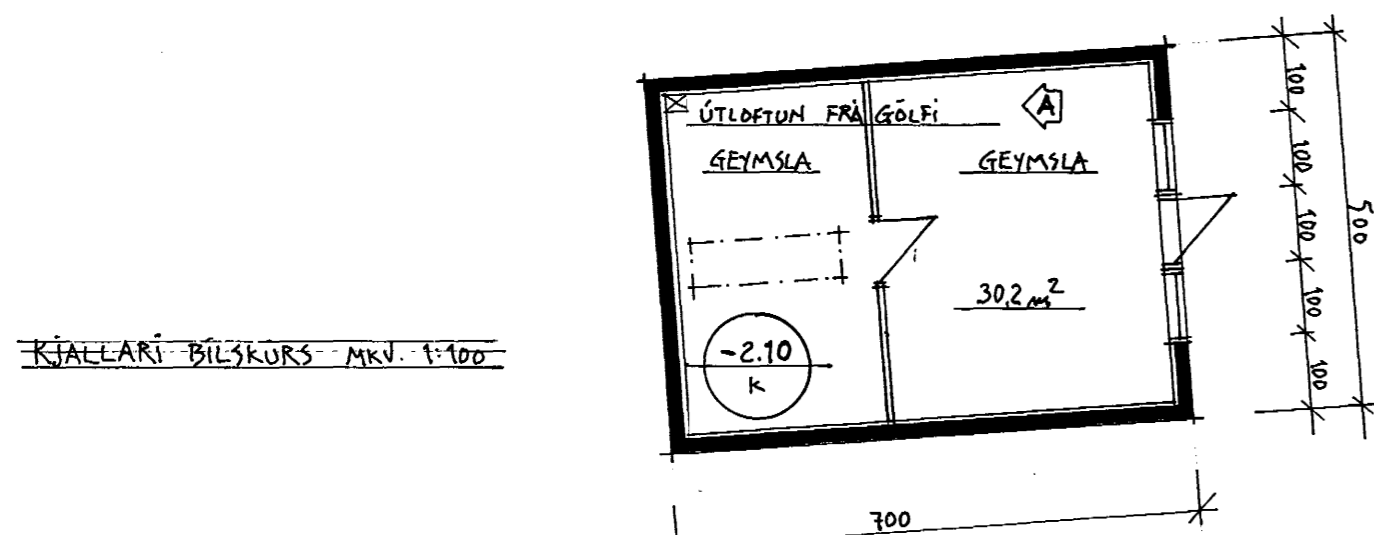 ÚTLOFTUN FRÁ GÓLFI
A
GEYMSLA
GEYMSLA
30,2 m²
-2.10
K
KJALLARI BÍLSKÚRS MKV. 1:100
100
100
100
100
100
500
700